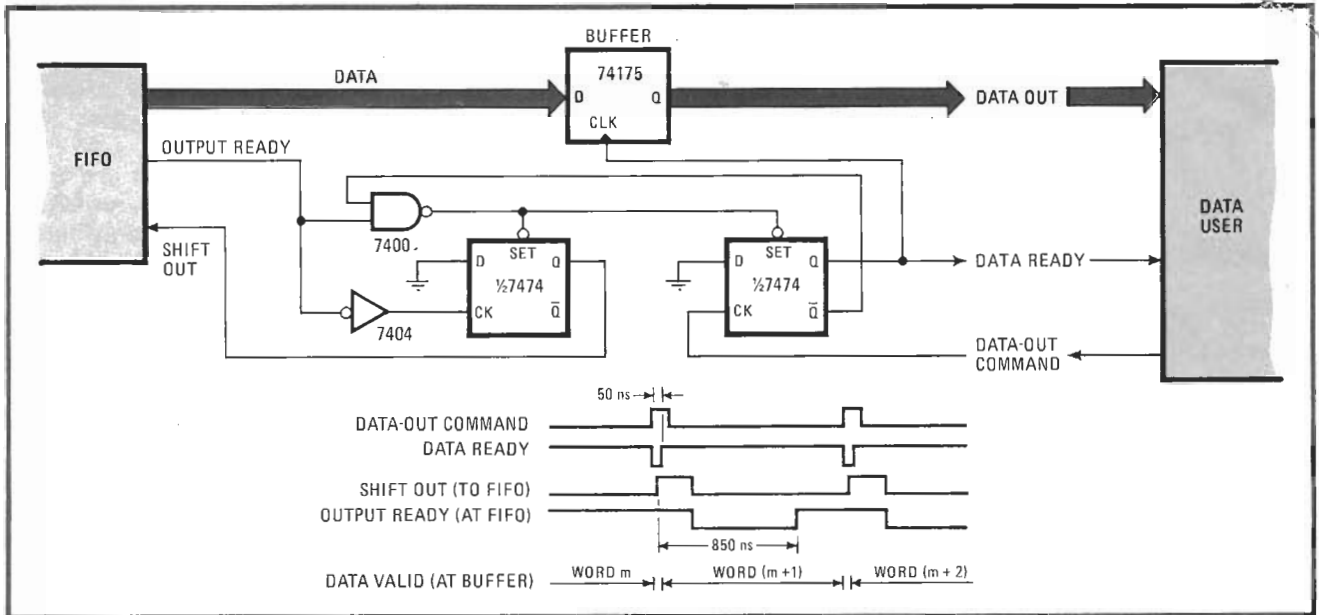 BUFFER
74175
D
Q
CLK
DATA
DATA OUT
FIFO
OUTPUT READY
SHIFT
OUT
7400
7404
D
SET
Q
½7474
CK
Q̅
D
SET
Q
½7474
CK
Q̅
DATA READY
DATA-OUT
COMMAND
DATA
USER
50 ns
DATA-OUT COMMAND
DATA READY
SHIFT OUT (TO FIFO)
OUTPUT READY (AT FIFO)
850 ns
DATA VALID (AT BUFFER)
WORD m
WORD (m +1)
WORD (m + 2)